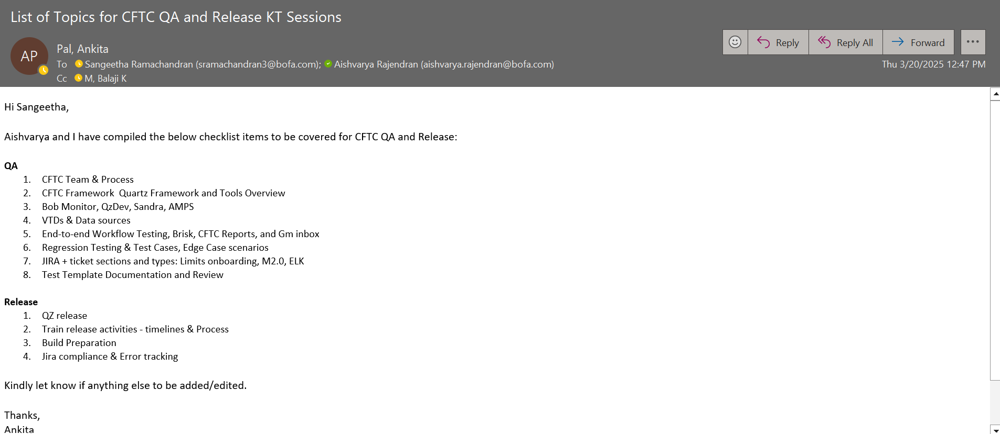 List of Topics for CFTC QA and Release KT Sessions
AP
Pal, Ankita
To Sangeetha Ramachandran (sramachandran3@bofa.com); Aishvarya Rajendran (aishvarya.rajendran@bofa.com)
Cc M, Balaji K
Reply
Reply All
Forward
Thu 3/20/2025 12:47 PM
Hi Sangeetha,
Aishvarya and I have compiled the below checklist items to be covered for CFTC QA and Release:
QA
1. CFTC Team & Process
2. CFTC Framework  Quartz Framework and Tools Overview
3. Bob Monitor, QzDev, Sandra, AMPS
4. VTDs & Data sources
5. End-to-end Workflow Testing, Brisk, CFTC Reports, and Gm inbox
6. Regression Testing & Test Cases, Edge Case scenarios
7. JIRA + ticket sections and types: Limits onboarding, M2.0, ELK
8. Test Template Documentation and Review
Release
1. QZ release
2. Train release activities - timelines & Process
3. Build Preparation
4. Jira compliance & Error tracking
Kindly let know if anything else to be added/edited.
Thanks,
Ankita